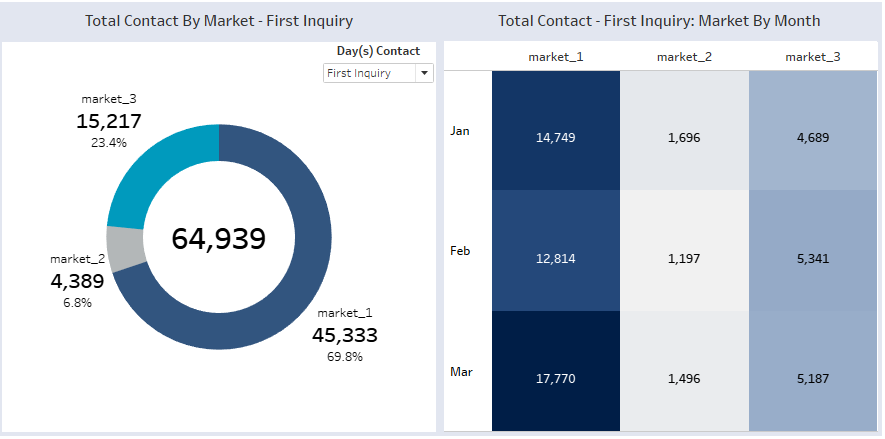 Total Contact By Market - First Inquiry
Day(s) Contact
First Inquiry
market_3
15,217
23.4%
64,939
market_2
4,389
6.8%
market_1
45,333
69.8%
Total Contact - First Inquiry: Market By Month
market_1 market_2 market_3
Jan 14,749 1,696 4,689
Feb 12,814 1,197 5,341
Mar 17,770 1,496 5,187